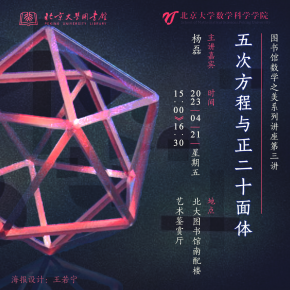 北京大学图书馆
北京大学数学科学学院
图书馆数学之美系列讲座第三讲
五次方程与正二十面体
主讲嘉宾
杨磊
时间
2023—04—21 星期五
15:00—16:30
地点
北大图书馆南配楼
艺术鉴赏厅
海报设计：王若宁